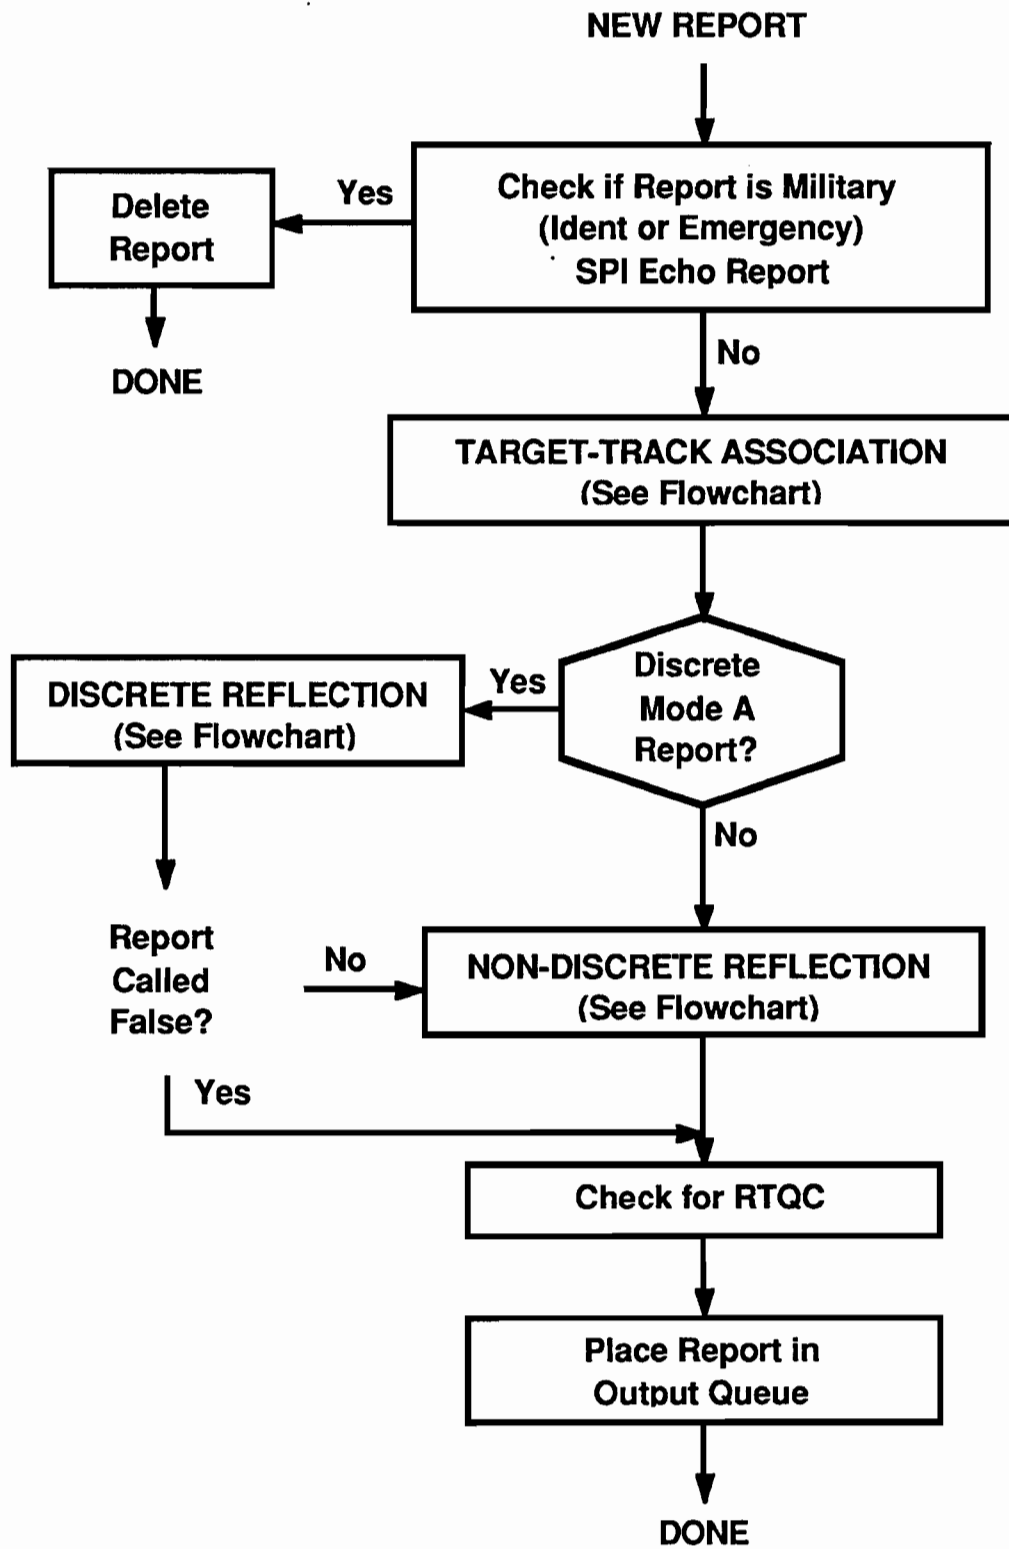 NEW REPORT
Check if Report is Military
(Ident or Emergency)
SPI Echo Report
Yes
Delete
Report
DONE
No
TARGET-TRACK ASSOCIATION
(See Flowchart)
Discrete
Mode A
Report?
Yes
DISCRETE REFLECTION
(See Flowchart)
No
Report
Called
False?
No
NON-DISCRETE REFLECTION
(See Flowchart)
Yes
Check for RTQC
Place Report in
Output Queue
DONE